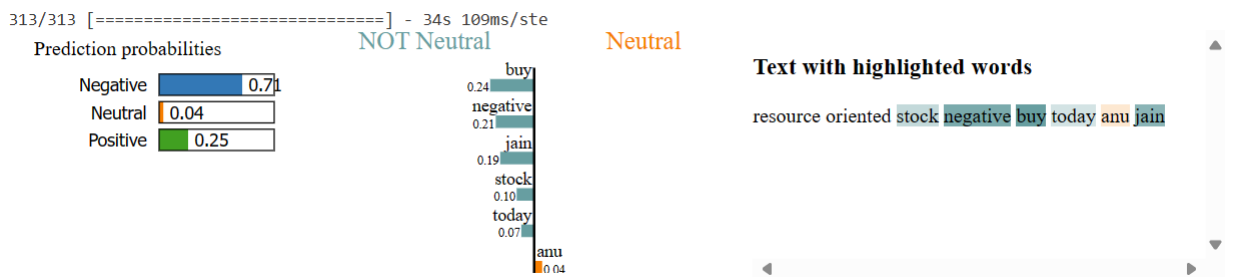 313/313 [==============================] - 34s 109ms/ste
Prediction probabilities
Negative 0.71
Neutral 0.04
Positive 0.25
NOT Neutral Neutral
buy
0.24
negative
0.21
jain
0.19
stock
0.10
today
0.07
anu
0.04
Text with highlighted words
resource oriented stock negative buy today anu jain